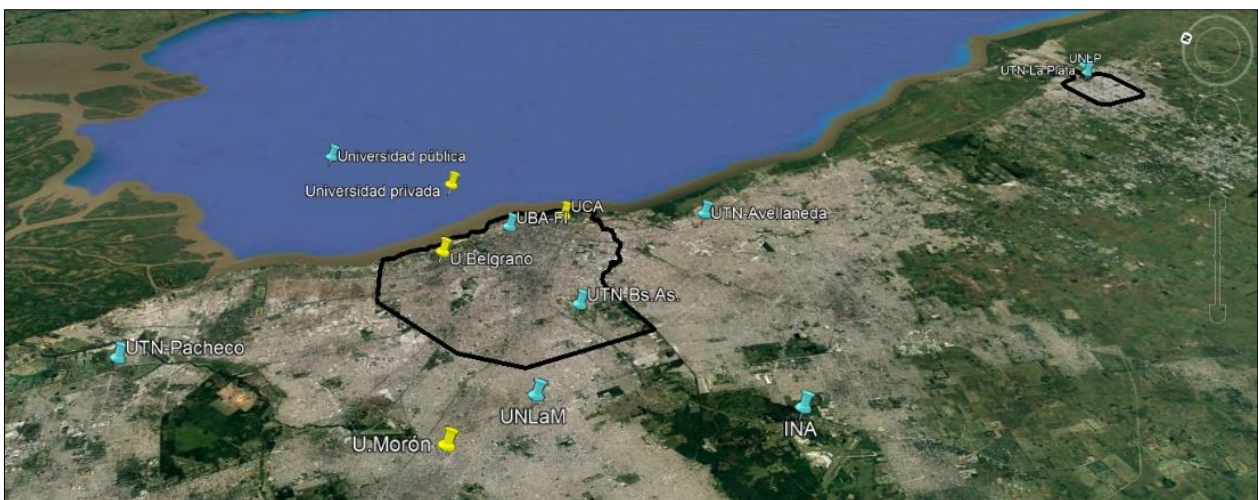 UNLP
UTN-La Plata
Universidad pública
Universidad privada
UCA
UBA-FI
UTN-Avellaneda
U.Belgrano
UTN-Bs.As.
UTN-Pacheco
UNLaM
INA
U.Morón